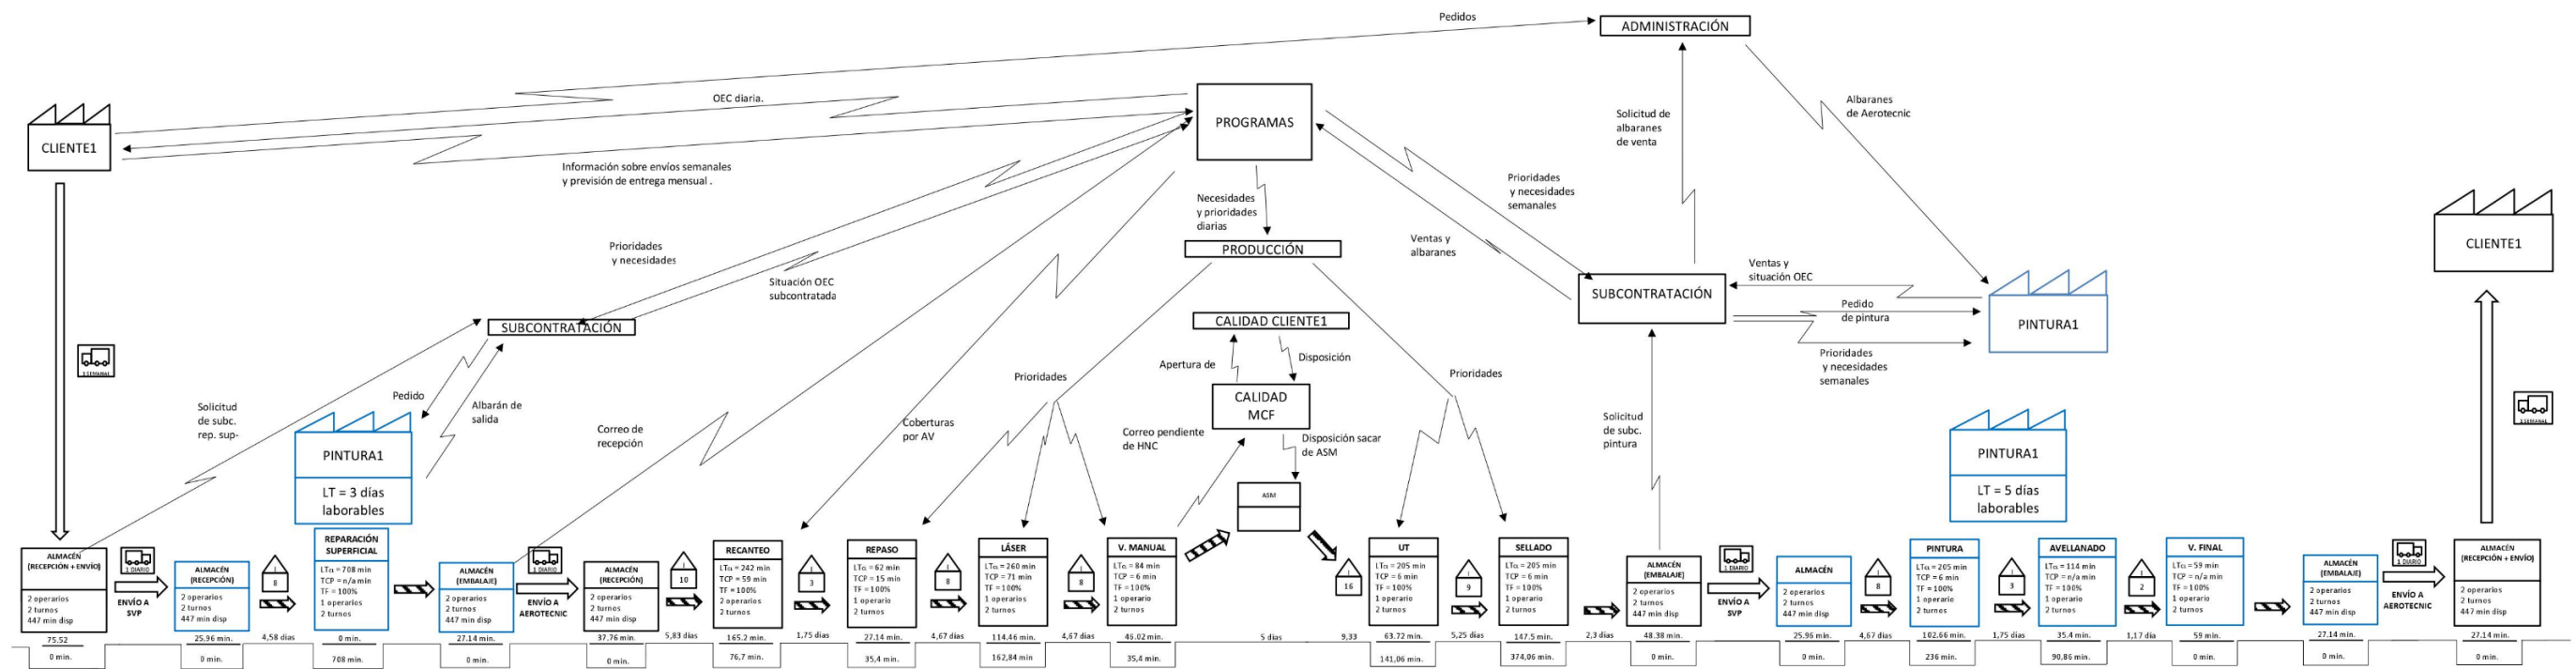 Pedidos
ADMINISTRACIÓN
OEC diaria.
CLIENTE1
PROGRAMAS
Información sobre envíos semanales
y previsión de entrega mensual .
Solicitud de
albaranes
de venta
Albaranes
de Aerotecnic
Necesidades
y prioridades
diarias
Prioridades
y necesidades
semanales
PRODUCCIÓN
Ventas y
albaranes
CLIENTE1
Prioridades
y necesidades
Situación OEC
subcontratada
SUBCONTRATACIÓN
SUBCONTRATACIÓN
Ventas y
situación OEC
Pedido
de pintura
Prioridades
y necesidades
semanales
PINTURA1
CALIDAD CLIENTE1
Apertura de
Disposición
CALIDAD
MCF
Prioridades
Prioridades
1 SEMANAL
1 SEMANAL
Solicitud
de subc.
rep. sup-
Pedido
Albarán de
salida
PINTURA1
LT = 3 días
laborables
Correo de
recepción
Coberturas
por AV
Correo pendiente
de HNC
Disposición sacar
de ASM
ASM
Solicitud
de subc.
pintura
PINTURA1
LT = 5 días
laborables
ALMACÉN
(RECEPCIÓN + ENVÍO)
2 operarios
2 turnos
447 min disp
75.52
0 min.
1 DIARIO
ENVÍO A
SVP
ALMACÉN
(RECEPCIÓN)
2 operarios
2 turnos
447 min disp
25.96 min.
0 min.
I
8
4,58 días
REPARACIÓN
SUPERFICIAL
LTCL = 708 min
TCP = n/a min
TF = 100%
1 operarios
2 turnos
0 min.
708 min
ALMACÉN
(EMBALAJE)
2 operarios
2 turnos
447 min disp
27.14 min.
0 min.
1 DIARIO
ENVÍO A
AEROTECNIC
ALMACÉN
(RECEPCIÓN)
2 operarios
2 turnos
447 min disp
37.76 min.
0 min.
I
10
5,83 días
RECANTEO
LTCL = 242 min
TCP = 59 min
TF = 100%
2 operarios
2 turnos
165.2 min.
76,7 min.
I
3
1,75 días
REPASO
LTCL = 62 min
TCP = 15 min
TF = 100%
1 operario
2 turnos
27.14 min.
35,4 min.
I
8
4,67 días
LÁSER
LTCL = 260 min
TCP = 71 min
TF = 100%
1 operario
2 turnos
114.46 min.
162,84 min
I
8
4,67 días
V. MANUAL
LTCL = 84 min
TCP = 6 min
TF = 100%
1 operario
2 turnos
46.02 min.
35,4 min.
5 días
I
16
9,33
UT
LTCL = 205 min
TCP = 6 min
TF = 100%
1 operario
2 turnos
63.72 min.
141,06 min.
I
9
5,25 días
SELLADO
LTCL = 205 min
TCP = 6 min
TF = 100%
1 operario
2 turnos
147.5 min.
374,06 min.
2,3 días
ALMACÉN
(EMBALAJE)
2 operarios
2 turnos
447 min disp
48.38 min.
0 min.
1 DIARIO
ENVÍO A
SVP
ALMACÉN
2 operarios
2 turnos
447 min disp
25.96 min.
0 min.
I
8
4,67 días
PINTURA
LTCL = 205 min
TCP = 6 min
TF = 100%
1 operario
2 turnos
102.66 min.
236 min.
I
3
1,75 días
AVELLANADO
LTCL = 114 min
TCP = n/a min
TF = 100%
1 operario
2 turnos
35.4 min.
90,86 min.
I
2
1,17 día
V. FINAL
LTCL = 59 min
TCP = n/a min
TF = 100%
1 operario
2 turnos
59 min.
0 min.
ALMACÉN
(EMBALAJE)
2 operarios
2 turnos
447 min disp
27.14 min.
0 min.
1 DIARIO
ENVÍO A
AEROTECNIC
ALMACÉN
(RECEPCIÓN + ENVÍO)
2 operarios
2 turnos
447 min disp
27.14 min.
0 min.